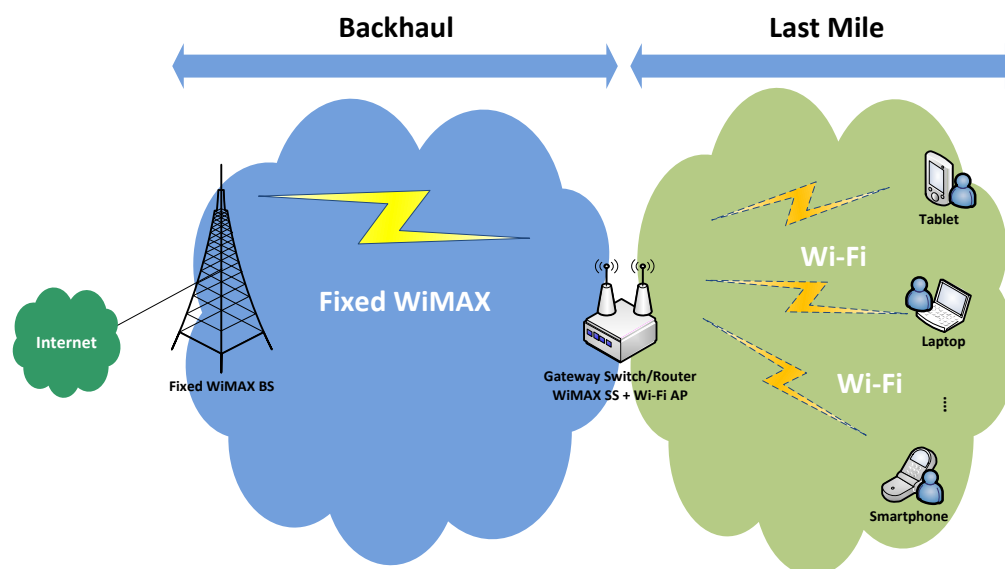 Backhaul
Last Mile
Tablet
Wi-Fi
Fixed WiMAX
Internet
Laptop
Fixed WiMAX BS
Gateway Switch/Router
WiMAX SS + Wi-Fi AP
Wi-Fi
...
Smartphone